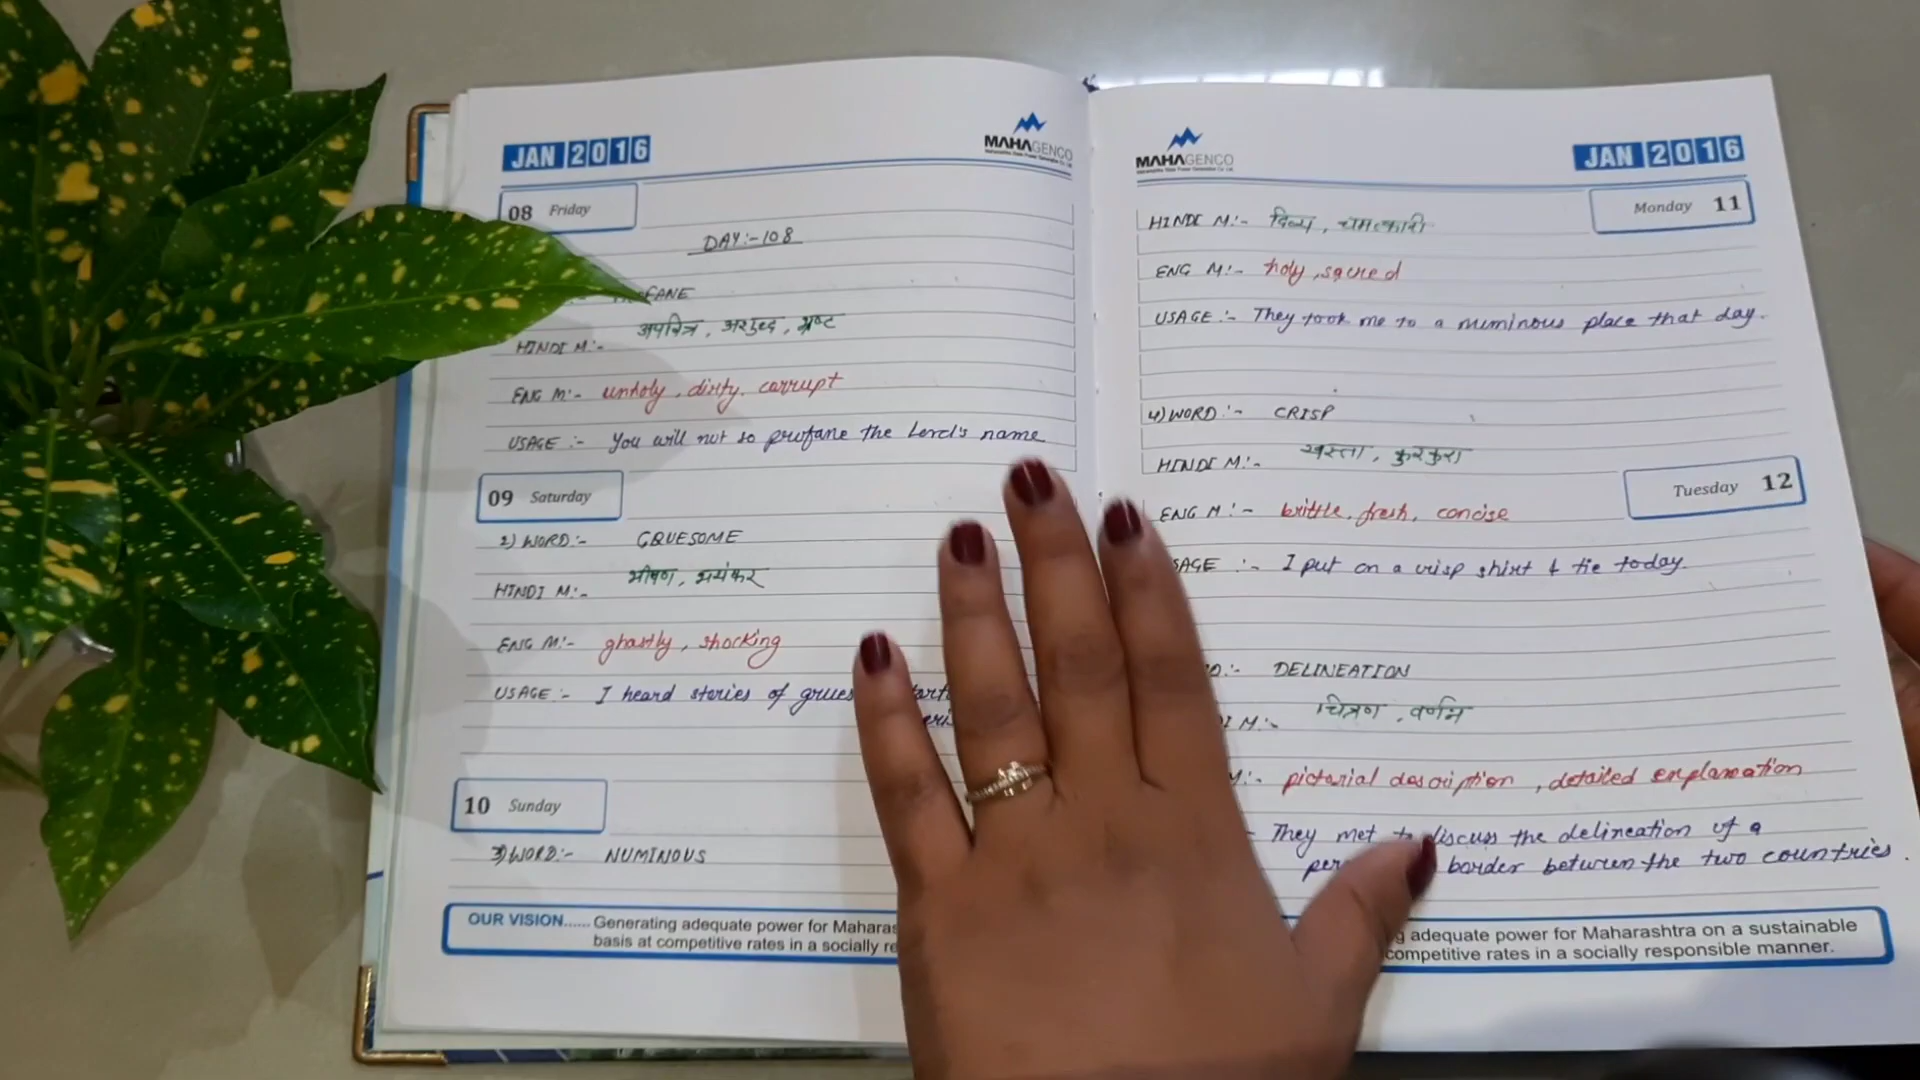 JAN 2016
MAHAGENCO
08 Friday
DAY:-108
FANE
अपवित्र, अशुद्ध, भ्रष्ट
HINDI M:-
ENG M:- unholy, dirty, corrupt
USAGE:- You will not so profane the Lord's name
09 Saturday
2) WORD:- GRUESOME
भीषण, भयंकर
HINDI M:-
ENG M:- ghastly, shocking
USAGE:- I heard stories of grues
10 Sunday
3) WORD:- NUMINOUS
OUR VISION...... Generating adequate power for Maharas
basis at competitive rates in a socially re
MAHAGENCO
JAN 2016
Monday 11
HINDI M:- दिव्य, चमत्कारी
ENG M:- holy, sacred
USAGE:- They took me to a numinous place that day.
4) WORD:- CRISP
HINDI M:- खस्ता, कुरकुरा
Tuesday 12
ENG M:- brittle, fresh, concise
SAGE :- I put on a crisp shirt & tie today.
D:- DELINEATION
चित्रण, वर्णन
I M:-
M:- pictorial description, detailed explanation
- They met to discuss the delineation of a
per border between the two countries.
g adequate power for Maharashtra on a sustainable
competitive rates in a socially responsible manner.